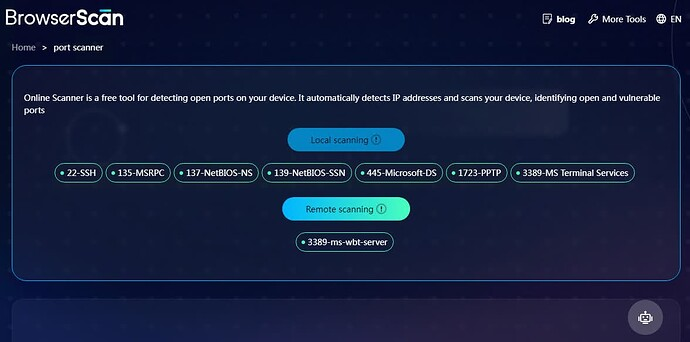 BrowserScan
blog
More Tools
EN
Home > port scanner
Online Scanner is a free tool for detecting open ports on your device. It automatically detects IP addresses and scans your device, identifying open and vulnerable
ports
Local scanning
22-SSH 135-MSRPC 137-NetBIOS-NS 139-NetBIOS-SSN 445-Microsoft-DS 1723-PPTP 3389-MS Terminal Services
Remote scanning
3389-ms-wbt-server